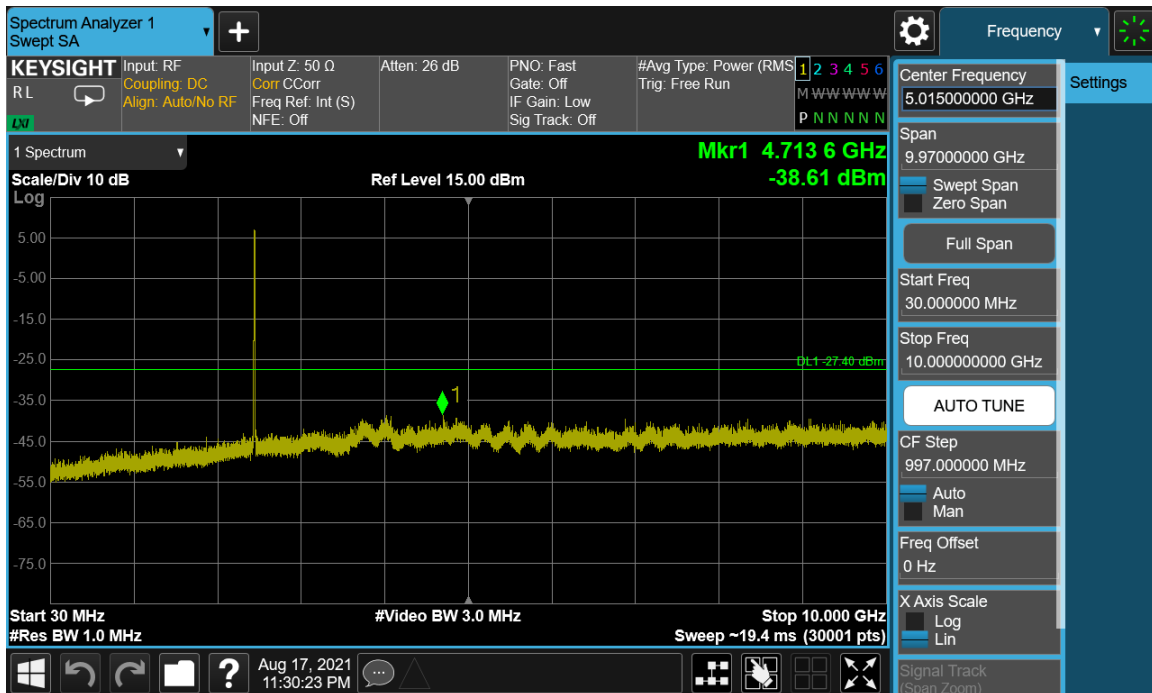 Spectrum Analyzer 1
Swept SA
Frequency
KEYSIGHT
R L
LXI
Input: RF
Coupling: DC
Align: Auto/No RF
Input Z: 50 Ω
Corr CCorr
Freq Ref: Int (S)
NFE: Off
Atten: 26 dB
PNO: Fast
Gate: Off
IF Gain: Low
Sig Track: Off
#Avg Type: Power (RMS
Trig: Free Run
1 2 3 4 5 6
M W W W W W
P N N N N N
1 Spectrum
Mkr1 4.713 6 GHz
Scale/Div 10 dB
Ref Level 15.00 dBm
-38.61 dBm
Log
5.00
-5.00
-15.0
-25.0
DL1 -27.40 dBm
1
-35.0
-45.0
-55.0
-65.0
-75.0
Start 30 MHz
#Video BW 3.0 MHz
Stop 10.000 GHz
#Res BW 1.0 MHz
Sweep ~19.4 ms (30001 pts)
Aug 17, 2021
11:30:23 PM
Center Frequency
5.015000000 GHz
Settings
Span
9.97000000 GHz
Swept Span
Zero Span
Full Span
Start Freq
30.000000 MHz
Stop Freq
10.000000000 GHz
AUTO TUNE
CF Step
997.000000 MHz
Auto
Man
Freq Offset
0 Hz
X Axis Scale
Log
Lin
Signal Track
(Span Zoom)